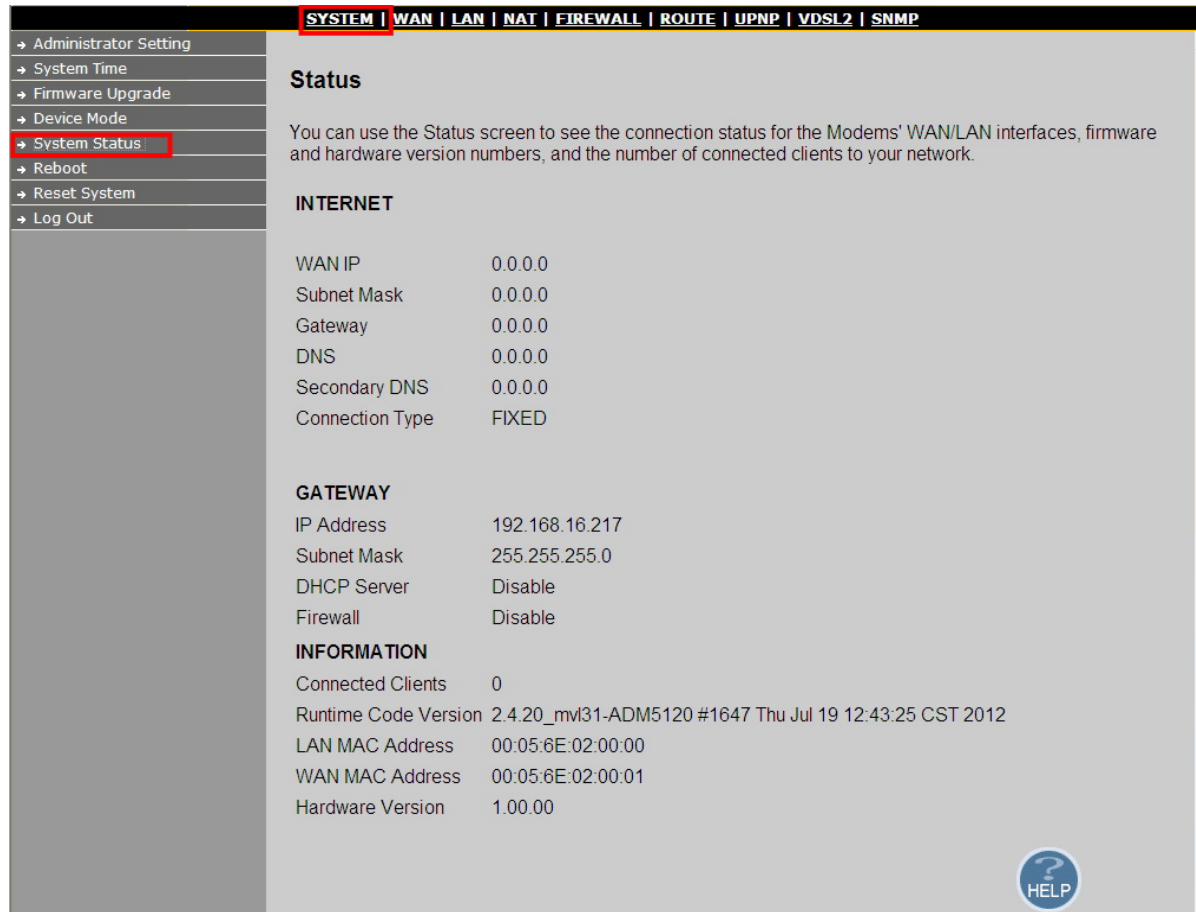 SYSTEM | WAN | LAN | NAT | FIREWALL | ROUTE | UPNP | VDSL2 | SNMP
Administrator Setting
System Time
Firmware Upgrade
Device Mode
System Status
Reboot
Reset System
Log Out
Status
You can use the Status screen to see the connection status for the Modems' WAN/LAN interfaces, firmware
and hardware version numbers, and the number of connected clients to your network.
INTERNET
WAN IP 0.0.0.0
Subnet Mask 0.0.0.0
Gateway 0.0.0.0
DNS 0.0.0.0
Secondary DNS 0.0.0.0
Connection Type FIXED
GATEWAY
IP Address 192.168.16.217
Subnet Mask 255.255.255.0
DHCP Server Disable
Firewall Disable
INFORMATION
Connected Clients 0
Runtime Code Version 2.4.20_mvl31-ADM5120 #1647 Thu Jul 19 12:43:25 CST 2012
LAN MAC Address 00:05:6E:02:00:00
WAN MAC Address 00:05:6E:02:00:01
Hardware Version 1.00.00
?
HELP